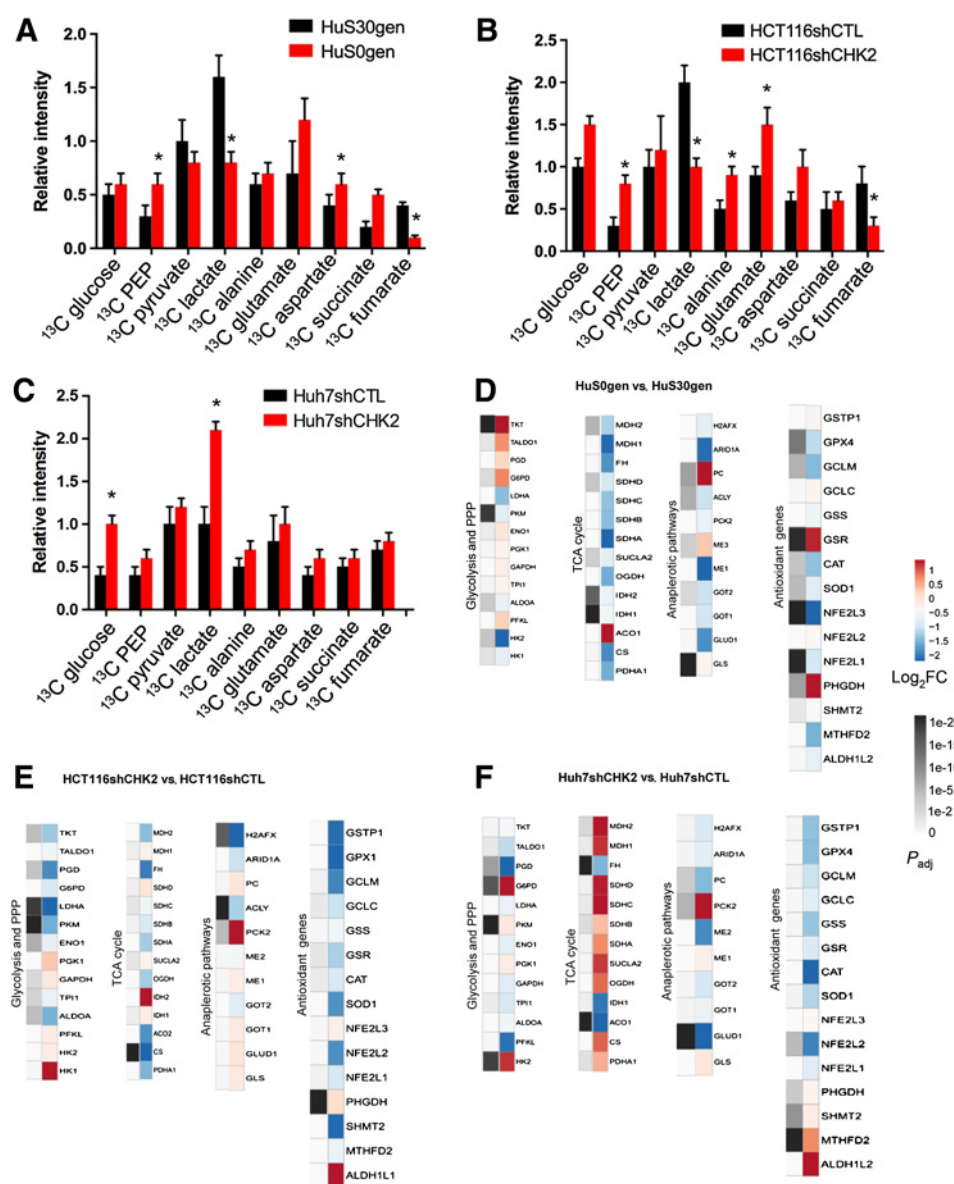 A
HuS30gen
HuS0gen
Relative intensity
2.0
1.5
1.0
0.5
0.0
*
*
*
*
13C glucose
13C PEP
13C pyruvate
13C lactate
13C alanine
13C glutamate
13C aspartate
13C succinate
13C fumarate
B
HCT116shCTL
HCT116shCHK2
Relative intensity
2.5
2.0
1.5
1.0
0.5
0.0
*
*
*
*
*
13C glucose
13C PEP
13C pyruvate
13C lactate
13C alanine
13C glutamate
13C aspartate
13C succinate
13C fumarate
C
Huh7shCTL
Huh7shCHK2
Relative intensity
2.5
2.0
1.5
1.0
0.5
0.0
*
*
13C glucose
13C PEP
13C pyruvate
13C lactate
13C alanine
13C glutamate
13C aspartate
13C succinate
13C fumarate
D
HuS0gen vs. HuS30gen
Glycolysis and PPP
TKT
TALDO1
PGD
G6PD
LDHA
PKM
ENO1
PGK1
GAPDH
TPI1
ALDOA
PFKL
HK2
HK1
TCA cycle
MDH2
MDH1
FH
SDHD
SDHC
SDHB
SDHA
SUCLA2
OGDH
IDH2
IDH1
ACO1
CS
PDHA1
Anaplerotic pathways
H2AFX
ARID1A
PC
ACLY
PCK2
ME3
ME1
GOT2
GOT1
GLUD1
GLS
Antioxidant genes
GSTP1
GPX4
GCLM
GCLC
GSS
GSR
CAT
SOD1
NFE2L3
NFE2L2
NFE2L1
PHGDH
SHMT2
MTHFD2
ALDH1L2
1
0.5
0
−0.5
−1
−1.5
−2
Log2FC
1e-20
1e-15
1e-10
1e-5
1e-2
0
Padj
E
HCT116shCHK2 vs. HCT116shCTL
Glycolysis and PPP
TKT
TALDO1
PGD
G6PD
LDHA
PKM
ENO1
PGK1
GAPDH
TPI1
ALDOA
PFKL
HK2
HK1
TCA cycle
MDH2
MDH1
FH
SDHD
SDHC
SDHB
SDHA
SUCLA2
OGDH
IDH2
IDH1
ACO2
CS
PDHA1
Anaplerotic pathways
H2AFX
ARID1A
PC
ACLY
PCK2
ME2
ME1
GOT2
GOT1
GLUD1
GLS
Antioxidant genes
GSTP1
GPX1
GCLM
GCLC
GSS
GSR
CAT
SOD1
NFE2L3
NFE2L2
NFE2L1
PHGDH
SHMT2
MTHFD2
ALDH1L1
F
Huh7shCHK2 vs. Huh7shCTL
Glycolysis and PPP
TKT
TALDO1
PGD
G6PD
LDHA
PKM
ENO1
PGK1
GAPDH
TPI1
ALDOA
PFKL
HK2
TCA cycle
MDH2
MDH1
FH
SDHD
SDHC
SDHB
SDHA
SUCLA2
OGDH
IDH1
ACO1
CS
PDHA1
Anaplerotic pathways
H2AFX
ARID1A
PC
PCK2
ME2
ME1
GOT2
GOT1
GLUD1
GLS
Antioxidant genes
GSTP1
GPX4
GCLM
GCLC
GSS
GSR
CAT
SOD1
NFE2L3
NFE2L2
NFE2L1
PHGDH
SHMT2
MTHFD2
ALDH1L2